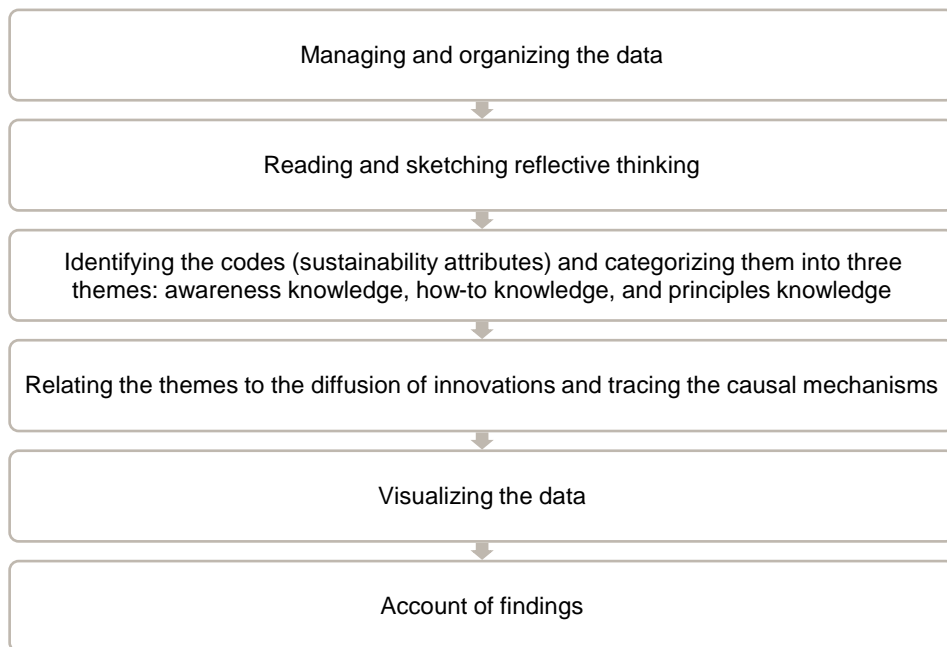 Managing and organizing the data
Reading and sketching reflective thinking
Identifying the codes (sustainability attributes) and categorizing them into three
themes: awareness knowledge, how-to knowledge, and principles knowledge
Relating the themes to the diffusion of innovations and tracing the causal mechanisms
Visualizing the data
Account of findings